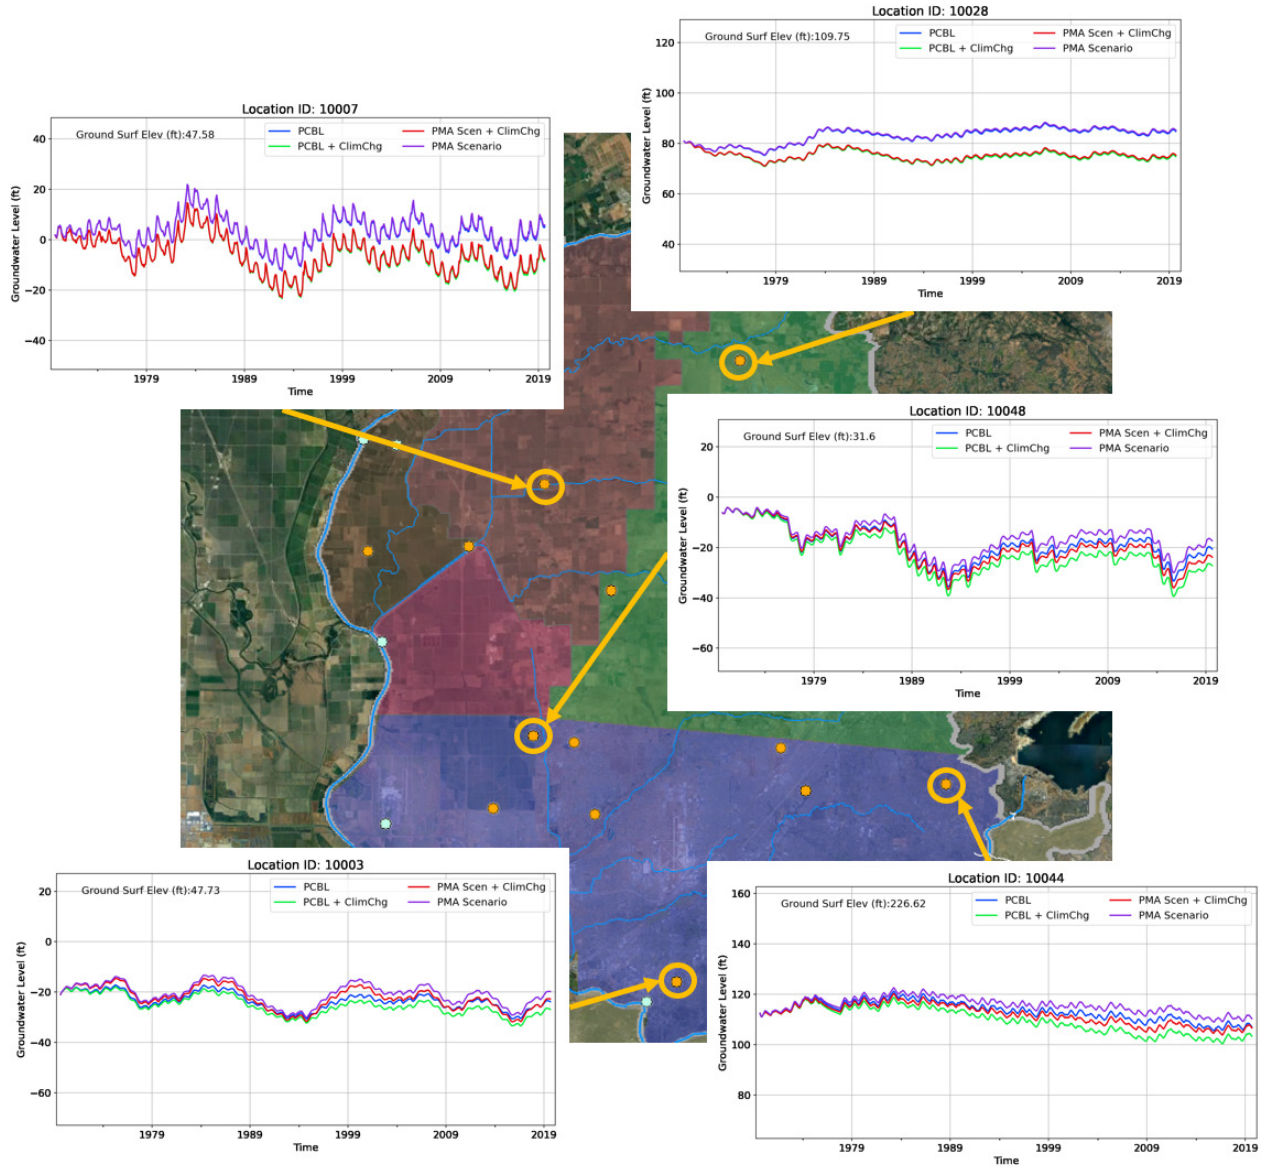 Location ID: 10028
Ground Surf Elev (ft):109.75
PCBL
PCBL + ClimChg
PMA Scen + ClimChg
PMA Scenario
Groundwater Level (ft)
120
100
80
60
40
1979 1989 1999 2009 2019
Time
Location ID: 10007
Ground Surf Elev (ft):47.58
PCBL
PCBL + ClimChg
PMA Scen + ClimChg
PMA Scenario
Groundwater Level (ft)
40
20
0
−20
−40
1979 1989 1999 2009 2019
Time
Location ID: 10048
Ground Surf Elev (ft):31.6
PCBL
PCBL + ClimChg
PMA Scen + ClimChg
PMA Scenario
Groundwater Level (ft)
20
0
−20
−40
−60
1979 1989 1999 2009 2019
Time
Location ID: 10003
Ground Surf Elev (ft):47.73
PCBL
PCBL + ClimChg
PMA Scen + ClimChg
PMA Scenario
Groundwater Level (ft)
20
0
−20
−40
−60
1979 1989 1999 2009 2019
Time
Location ID: 10044
Ground Surf Elev (ft):226.62
PCBL
PCBL + ClimChg
PMA Scen + ClimChg
PMA Scenario
Groundwater Level (ft)
160
140
120
100
80
1979 1989 1999 2009 2019
Time